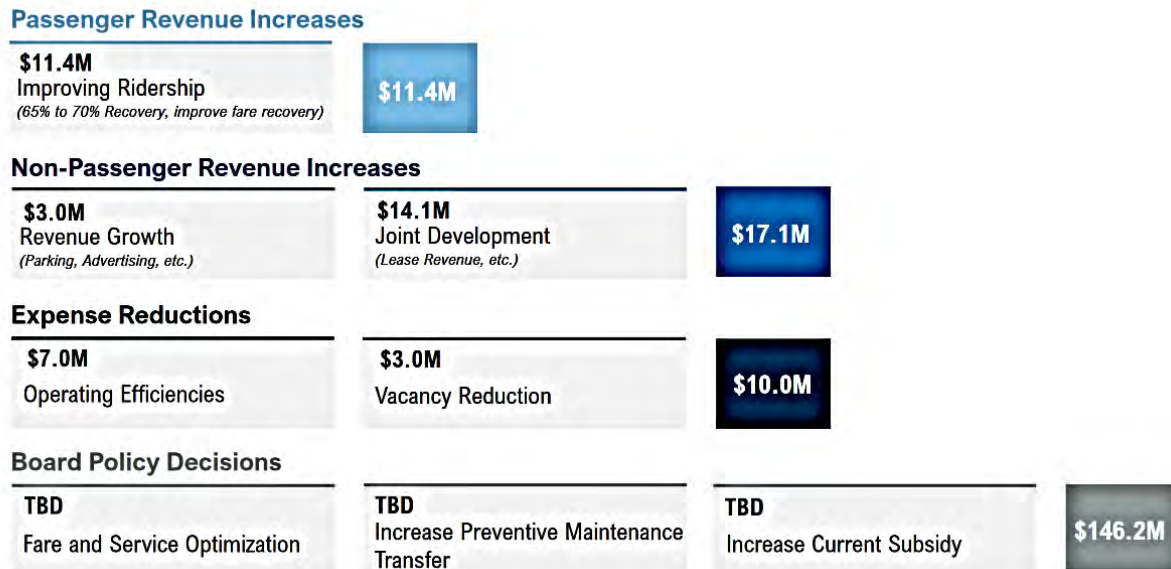 Passenger Revenue Increases
$11.4M
Improving Ridership
(65% to 70% Recovery, improve fare recovery)
$11.4M
Non-Passenger Revenue Increases
$3.0M
Revenue Growth
(Parking, Advertising, etc.)
$14.1M
Joint Development
(Lease Revenue, etc.)
$17.1M
Expense Reductions
$7.0M
Operating Efficiencies
$3.0M
Vacancy Reduction
$10.0M
Board Policy Decisions
TBD
Fare and Service Optimization
TBD
Increase Preventive Maintenance
Transfer
TBD
Increase Current Subsidy
$146.2M